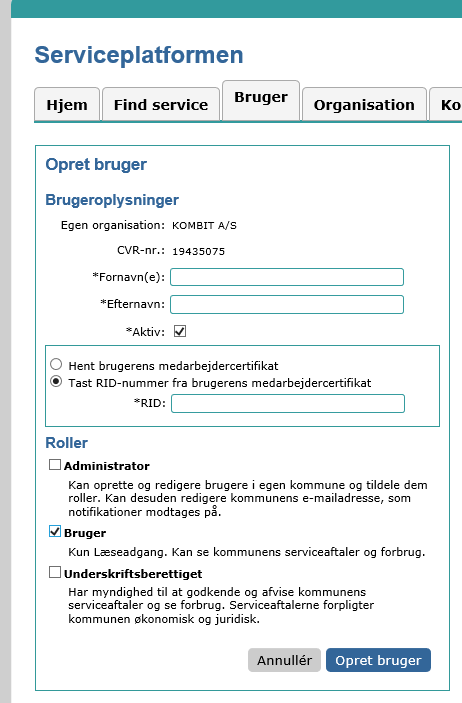 Serviceplatformen
Hjem Find service Bruger Organisation Ko
Opret bruger
Brugeroplysninger
Egen organisation: KOMBIT A/S
CVR-nr.: 19435075
*Fornavn(e):
*Efternavn:
*Aktiv:
Hent brugerens medarbejdercertifikat
Tast RID-nummer fra brugerens medarbejdercertifikat
*RID:
Roller
Administrator
Kan oprette og redigere brugere i egen kommune og tildele dem
roller. Kan desuden redigere kommunens e-mailadresse, som
notifikationer modtages på.
Bruger
Kun Læseadgang. Kan se kommunens serviceaftaler og forbrug.
Underskriftsberettiget
Har myndighed til at godkende og afvise kommunens
serviceaftaler og se forbrug. Serviceaftalerne forpligter
kommunen økonomisk og juridisk.
Annullér Opret bruger